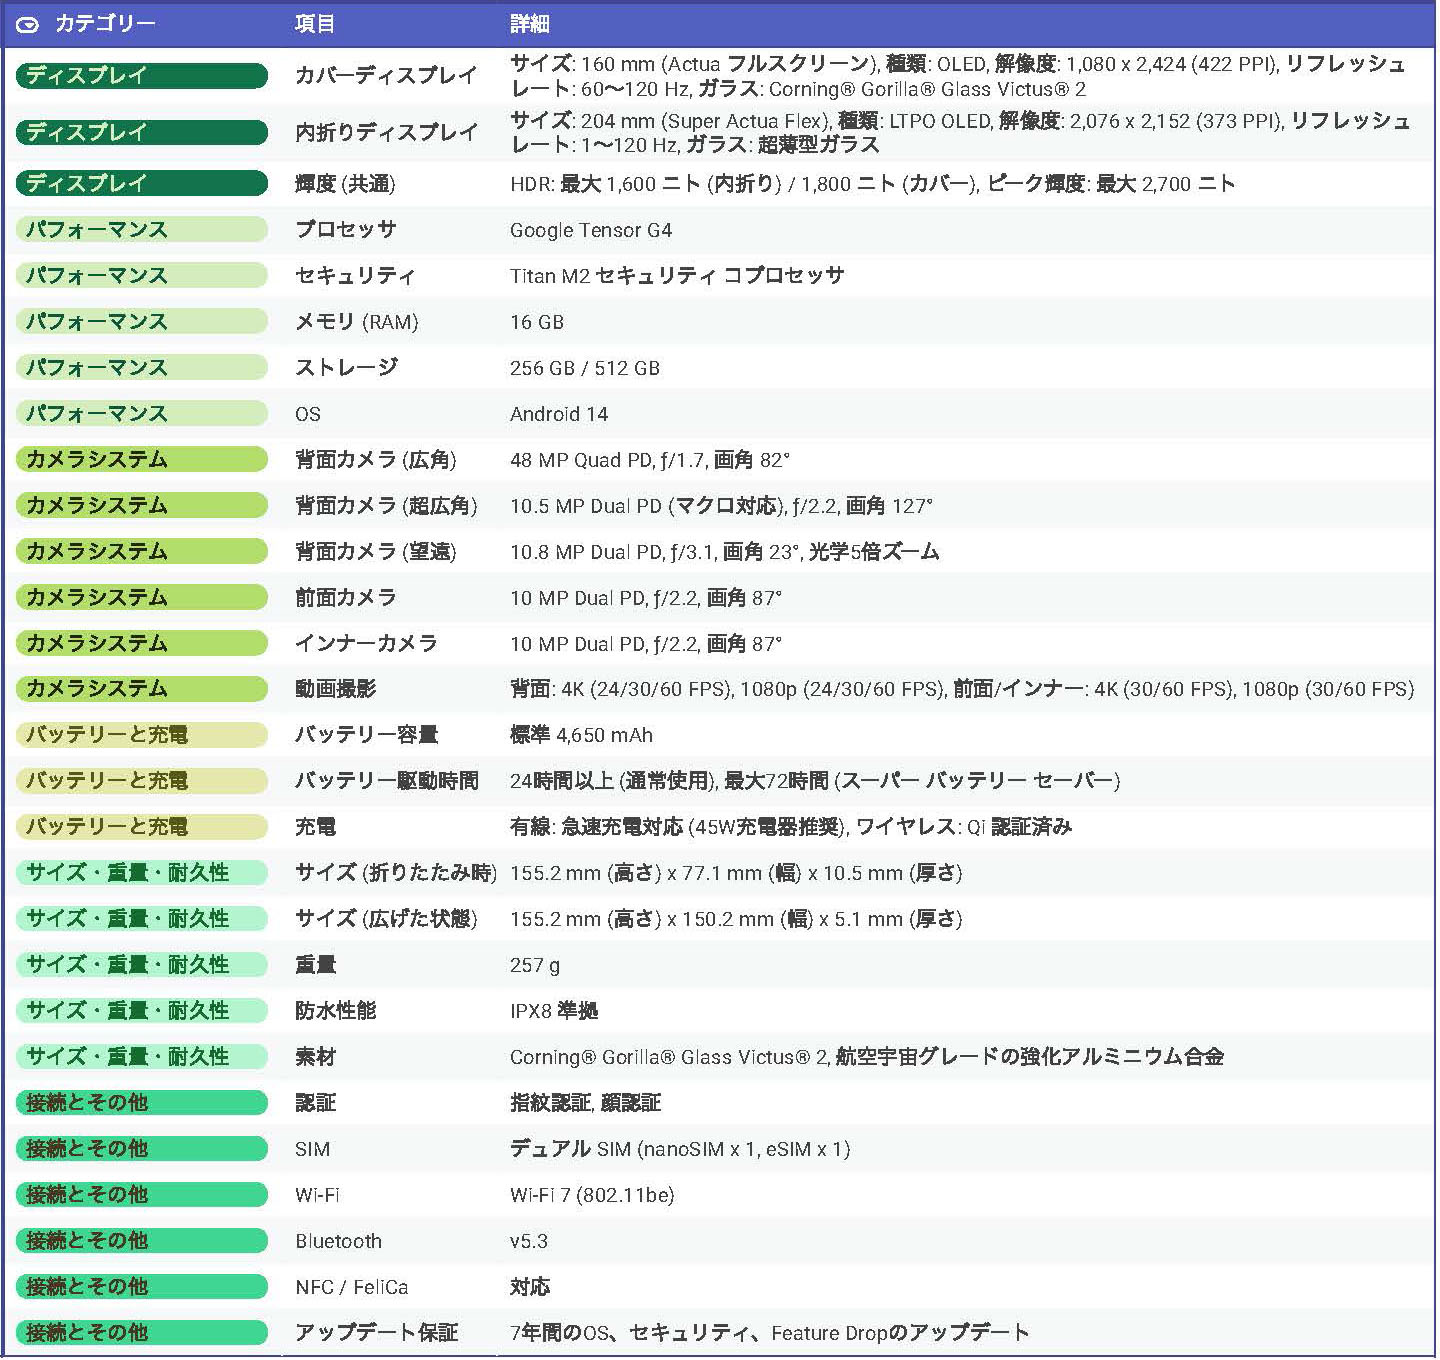 カテゴリー 項目 詳細
ディスプレイ カバーディスプレイ サイズ: 160 mm (Actua フルスクリーン), 種類: OLED, 解像度: 1,080 x 2,424 (422 PPI), リフレッシュ
レート: 60〜120 Hz, ガラス: Corning® Gorilla® Glass Victus® 2
ディスプレイ 内折りディスプレイ サイズ: 204 mm (Super Actua Flex), 種類: LTPO OLED, 解像度: 2,076 x 2,152 (373 PPI), リフレッシュ
レート: 1〜120 Hz, ガラス: 超薄型ガラス
ディスプレイ 輝度 (共通) HDR: 最大 1,600 ニト (内折り) / 1,800 ニト (カバー), ピーク輝度: 最大 2,700 ニト
パフォーマンス プロセッサ Google Tensor G4
パフォーマンス セキュリティ Titan M2 セキュリティ コプロセッサ
パフォーマンス メモリ (RAM) 16 GB
パフォーマンス ストレージ 256 GB / 512 GB
パフォーマンス OS Android 14
カメラシステム 背面カメラ (広角) 48 MP Quad PD, ƒ/1.7, 画角 82°
カメラシステム 背面カメラ (超広角) 10.5 MP Dual PD (マクロ対応), ƒ/2.2, 画角 127°
カメラシステム 背面カメラ (望遠) 10.8 MP Dual PD, ƒ/3.1, 画角 23°, 光学5倍ズーム
カメラシステム 前面カメラ 10 MP Dual PD, ƒ/2.2, 画角 87°
カメラシステム インナーカメラ 10 MP Dual PD, ƒ/2.2, 画角 87°
カメラシステム 動画撮影 背面: 4K (24/30/60 FPS), 1080p (24/30/60 FPS), 前面/インナー: 4K (30/60 FPS), 1080p (30/60 FPS)
バッテリーと充電 バッテリー容量 標準 4,650 mAh
バッテリーと充電 バッテリー駆動時間 24時間以上 (通常使用), 最大72時間 (スーパー バッテリー セーバー)
バッテリーと充電 充電 有線: 急速充電対応 (45W充電器推奨), ワイヤレス: Qi 認証済み
サイズ・重量・耐久性 サイズ (折りたたみ時) 155.2 mm (高さ) x 77.1 mm (幅) x 10.5 mm (厚さ)
サイズ・重量・耐久性 サイズ (広げた状態) 155.2 mm (高さ) x 150.2 mm (幅) x 5.1 mm (厚さ)
サイズ・重量・耐久性 重量 257 g
サイズ・重量・耐久性 防水性能 IPX8 準拠
サイズ・重量・耐久性 素材 Corning® Gorilla® Glass Victus® 2, 航空宇宙グレードの強化アルミニウム合金
接続とその他 認証 指紋認証, 顔認証
接続とその他 SIM デュアル SIM (nanoSIM x 1, eSIM x 1)
接続とその他 Wi-Fi Wi-Fi 7 (802.11be)
接続とその他 Bluetooth v5.3
接続とその他 NFC / FeliCa 対応
接続とその他 アップデート保証 7年間のOS、セキュリティ、Feature Dropのアップデート